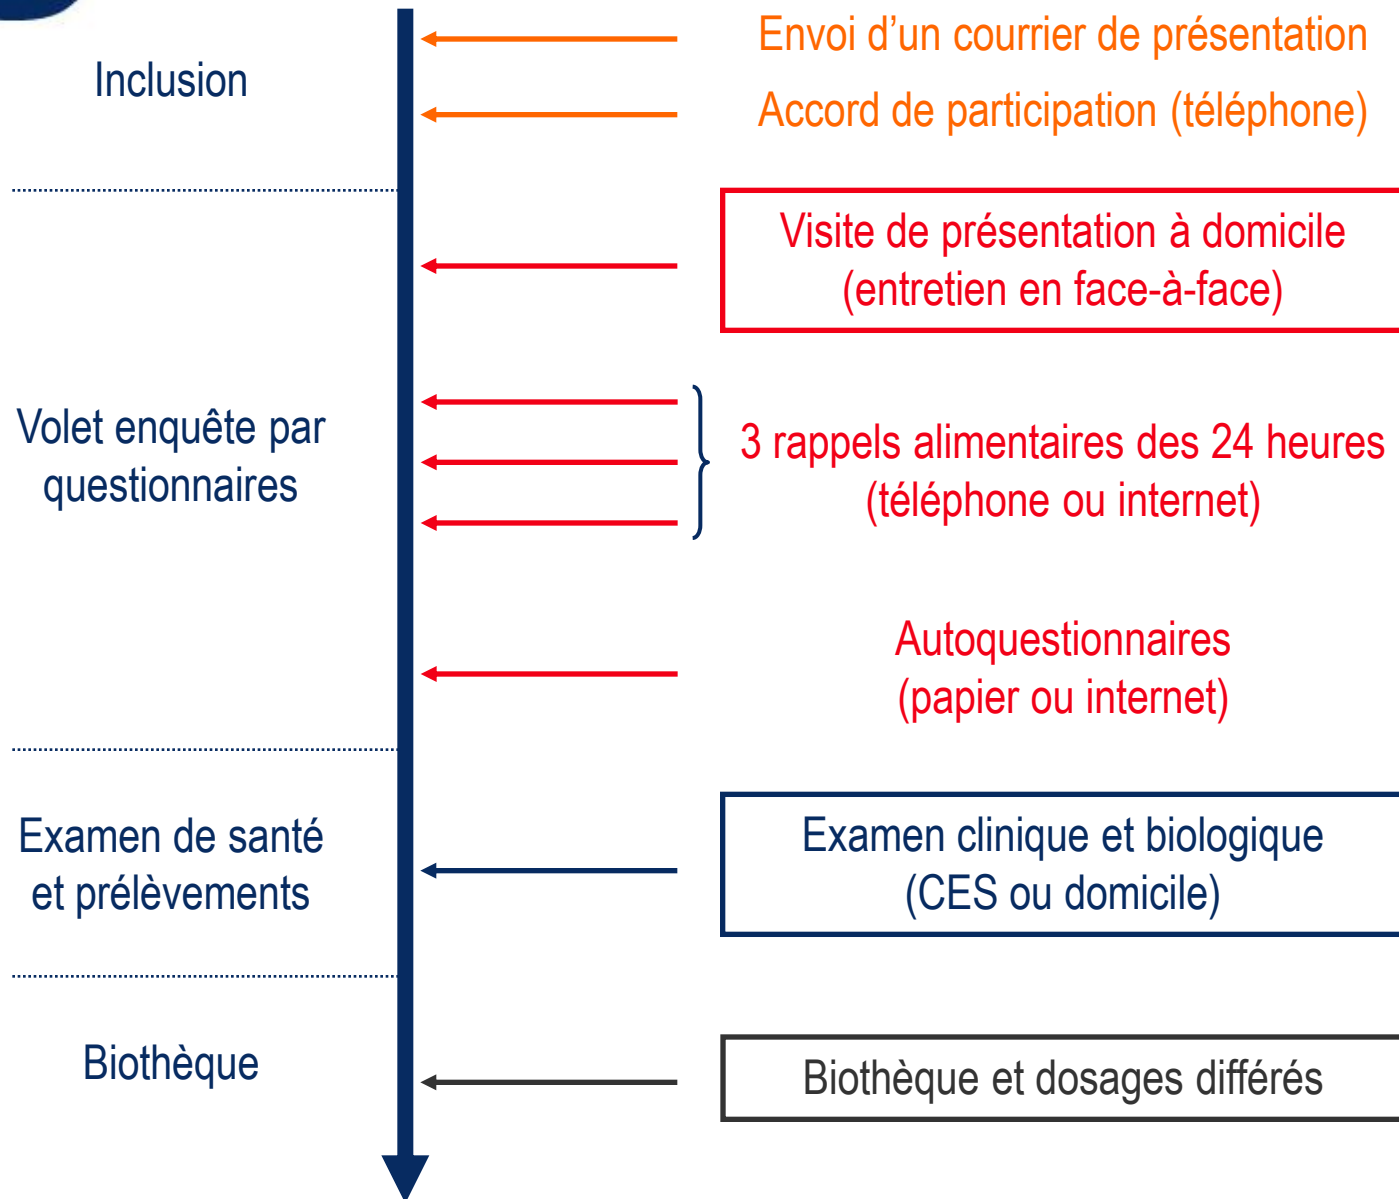 Inclusion
Envoi d’un courrier de présentation
Accord de participation (téléphone)
Volet enquête par
questionnaires
Visite de présentation à domicile
(entretien en face-à-face)
3 rappels alimentaires des 24 heures
(téléphone ou internet)
Autoquestionnaires
(papier ou internet)
Examen de santé
et prélèvements
Examen clinique et biologique
(CES ou domicile)
Biothèque
Biothèque et dosages différés